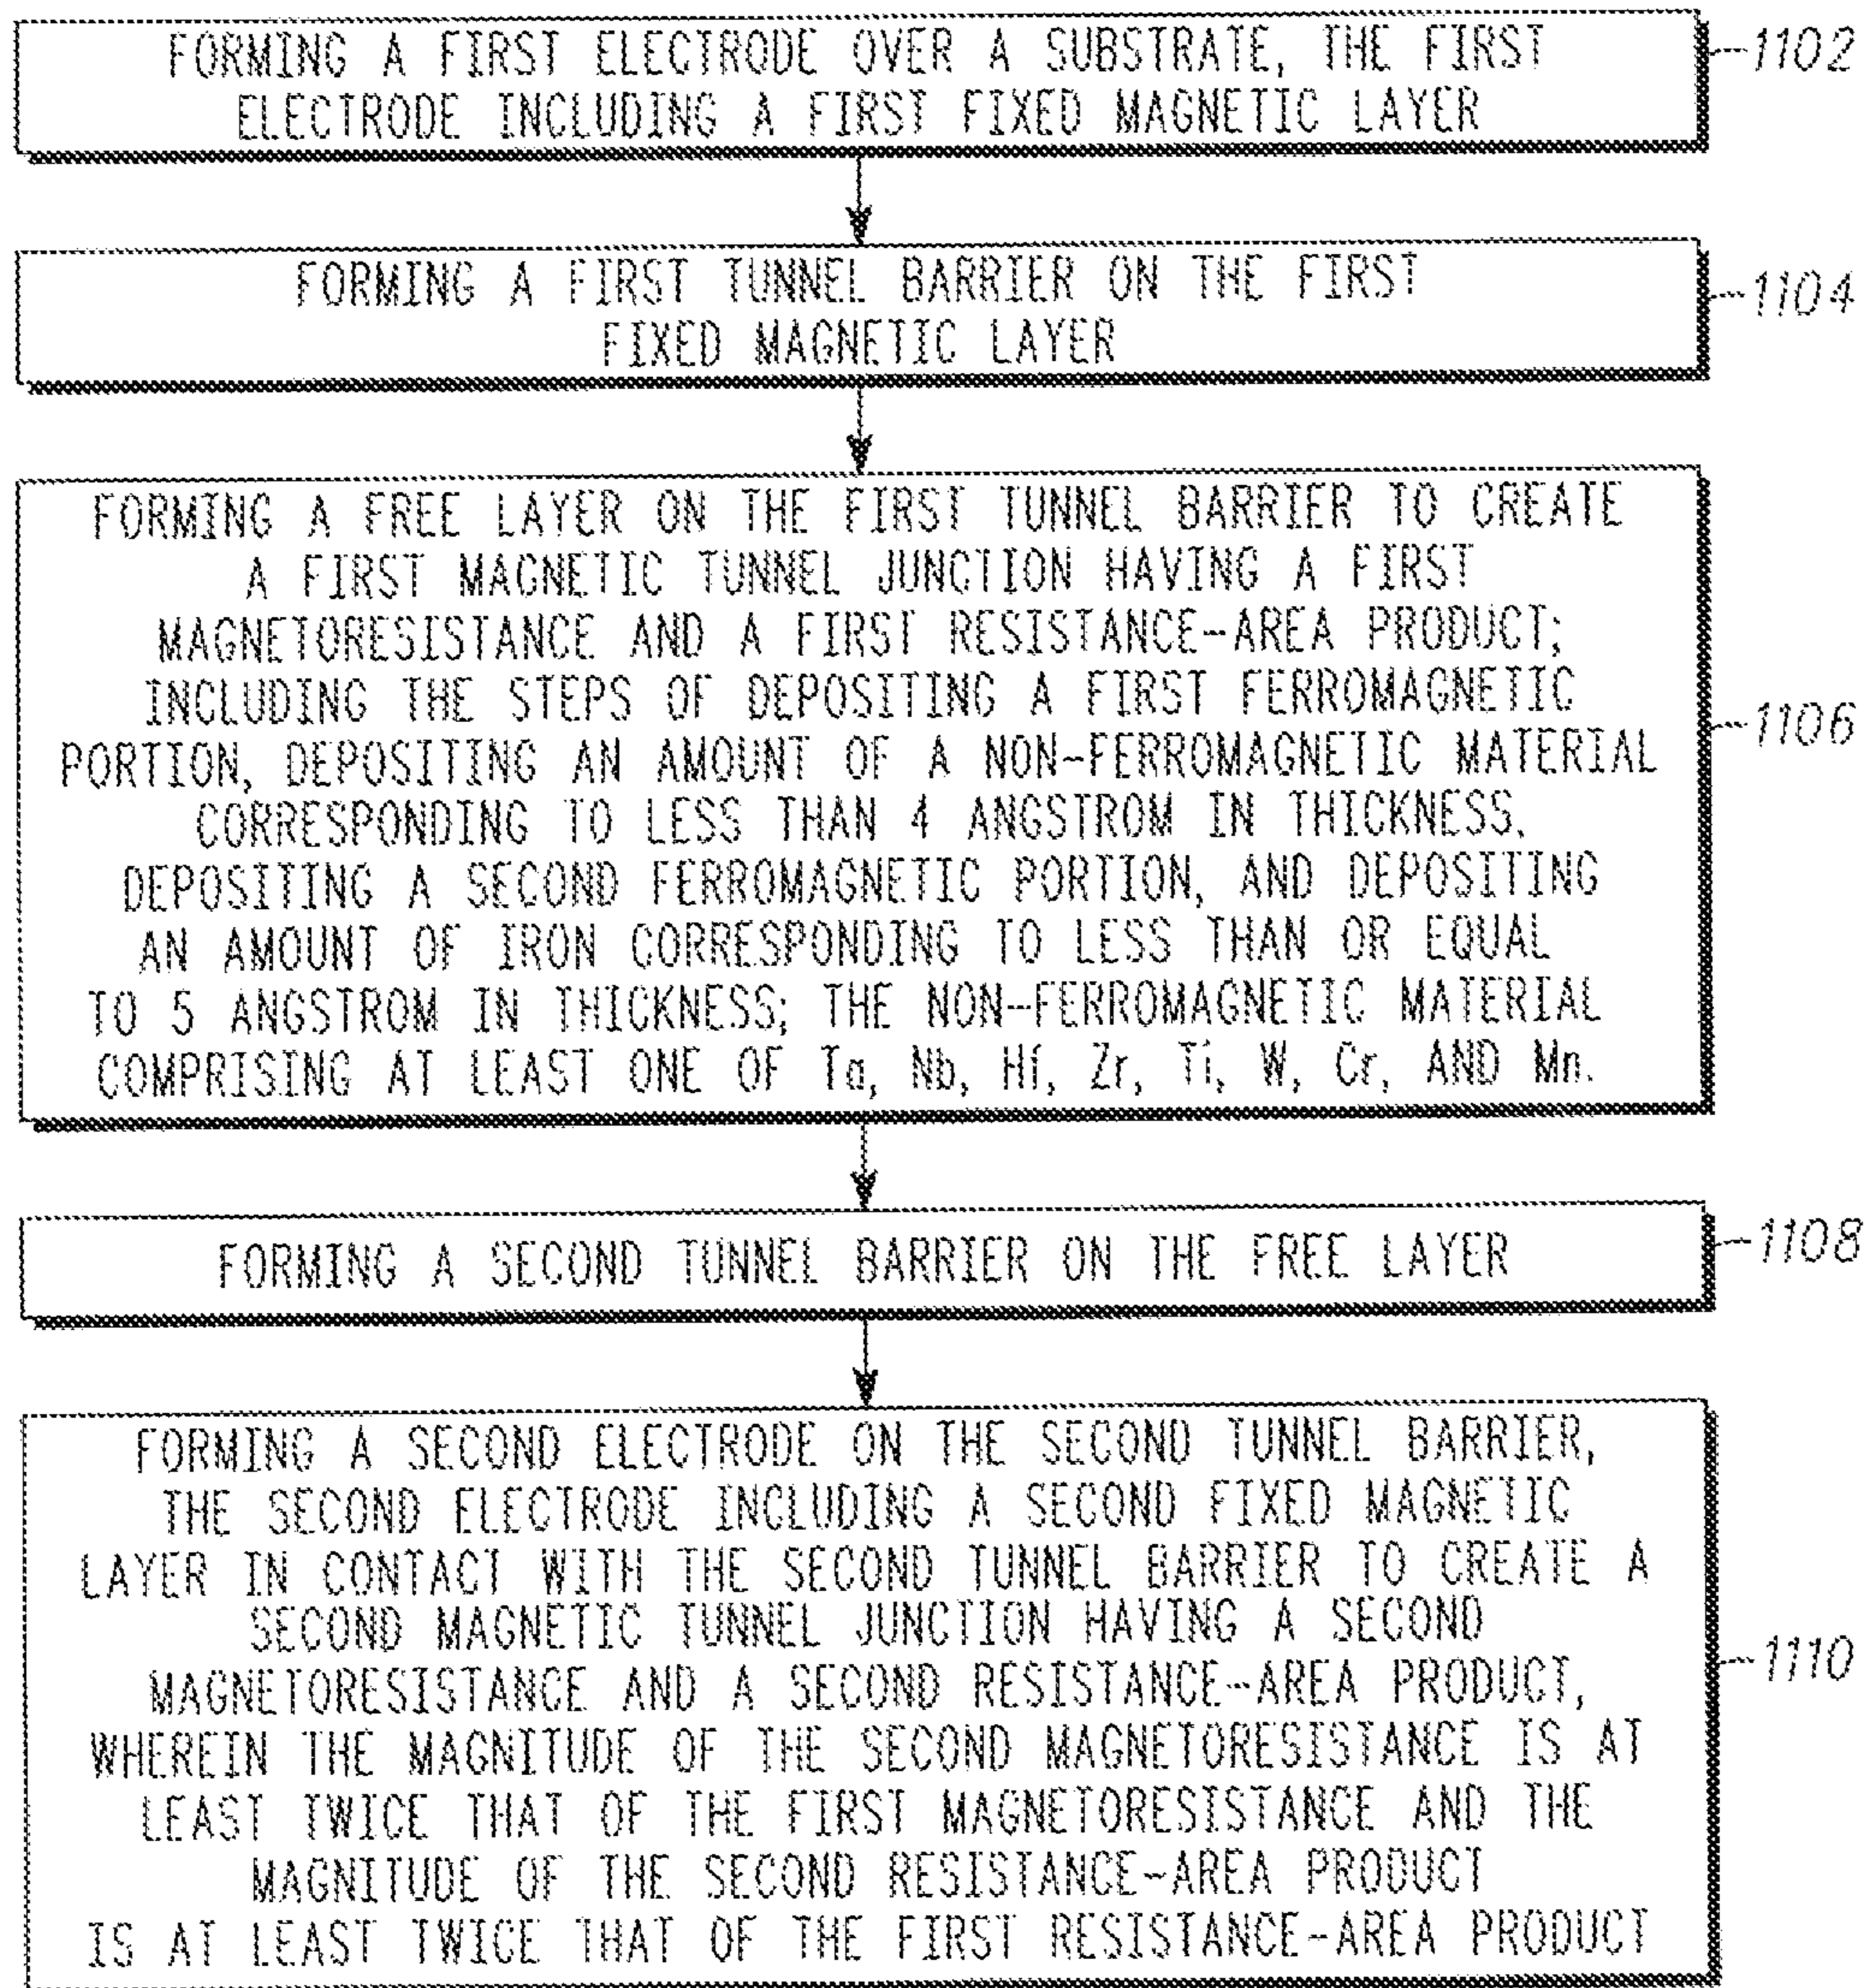 FORMING A FIRST ELECTRODE OVER A SUBSTRATE, THE FIRST
ELECTRODE INCLUDING A FIRST FIXED MAGNETIC LAYER
1102
FORMING A FIRST TUNNEL BARRIER ON THE FIRST
FIXED MAGNETIC LAYER
1104
FORMING A FREE LAYER ON THE FIRST TUNNEL BARRIER TO CREATE
A FIRST MAGNETIC TUNNEL JUNCTION HAVING A FIRST
MAGNETORESISTANCE AND A FIRST RESISTANCE-AREA PRODUCT;
INCLUDING THE STEPS OF DEPOSITING A FIRST FERROMAGNETIC
PORTION, DEPOSITING AN AMOUNT OF A NON-FERROMAGNETIC MATERIAL
CORRESPONDING TO LESS THAN 4 ANGSTROM IN THICKNESS,
DEPOSITING A SECOND FERROMAGNETIC PORTION, AND DEPOSITING
AN AMOUNT OF IRON CORRESPONDING TO LESS THAN OR EQUAL
TO 5 ANGSTROM IN THICKNESS; THE NON-FERROMAGNETIC MATERIAL
COMPRISING AT LEAST ONE OF Ta, Nb, Hf, Zr, Ti, W, Cr, AND Mn.
1106
FORMING A SECOND TUNNEL BARRIER ON THE FREE LAYER
1108
FORMING A SECOND ELECTRODE ON THE SECOND TUNNEL BARRIER,
THE SECOND ELECTRODE INCLUDING A SECOND FIXED MAGNETIC
LAYER IN CONTACT WITH THE SECOND TUNNEL BARRIER TO CREATE A
SECOND MAGNETIC TUNNEL JUNCTION HAVING A SECOND
MAGNETORESISTANCE AND A SECOND RESISTANCE-AREA PRODUCT,
WHEREIN THE MAGNITUDE OF THE SECOND MAGNETORESISTANCE IS AT
LEAST TWICE THAT OF THE FIRST MAGNETORESISTANCE AND THE
MAGNITUDE OF THE SECOND RESISTANCE-AREA PRODUCT
IS AT LEAST TWICE THAT OF THE FIRST RESISTANCE-AREA PRODUCT
1110